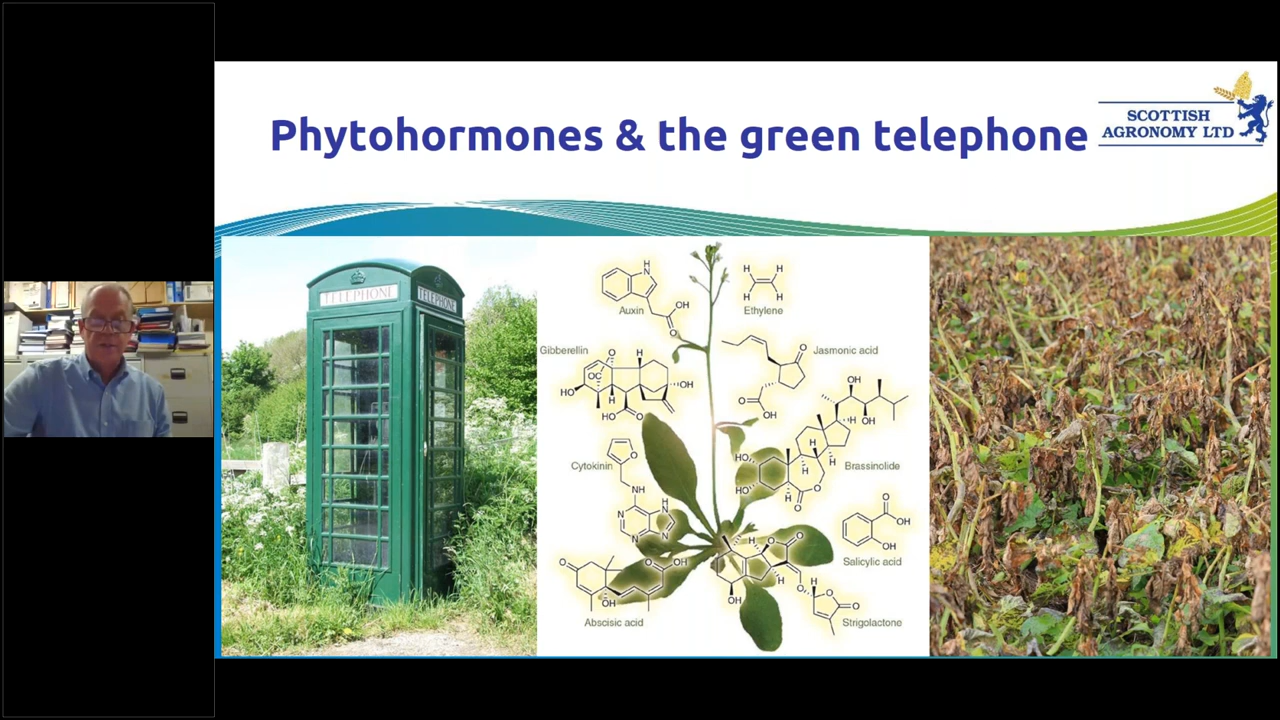 Phytohormones & the green telephone
SCOTTISH
AGRONOMY LTD
TELEPHONE
TELEPHONE
Auxin
Ethylene
Gibberellin
Jasmonic acid
Cytokinin
Brassinolide
Salicylic acid
Abscisic acid
Strigolactone